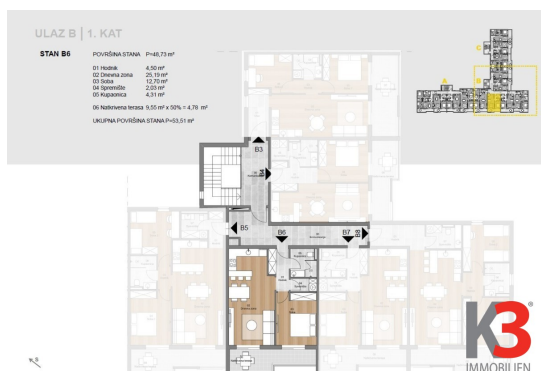 ULAZ B | 1. KAT
STAN B6
POVRŠINA STANA P=48,73 m²
01 Hodnik 4,50 m²
02 Dnevna zona 25,19 m²
03 Soba 12,70 m²
04 Spremište 2,03 m²
05 Kupaonica 4,31 m²
06 Natkrivena terasa 9,55 m² x 50% = 4,78 m²
UKUPNA POVRŠINA STANA P=53,51 m²
C
A
B
B3
B4
B5
B6
B7
B8
S
K3®
IMMOBILIEN